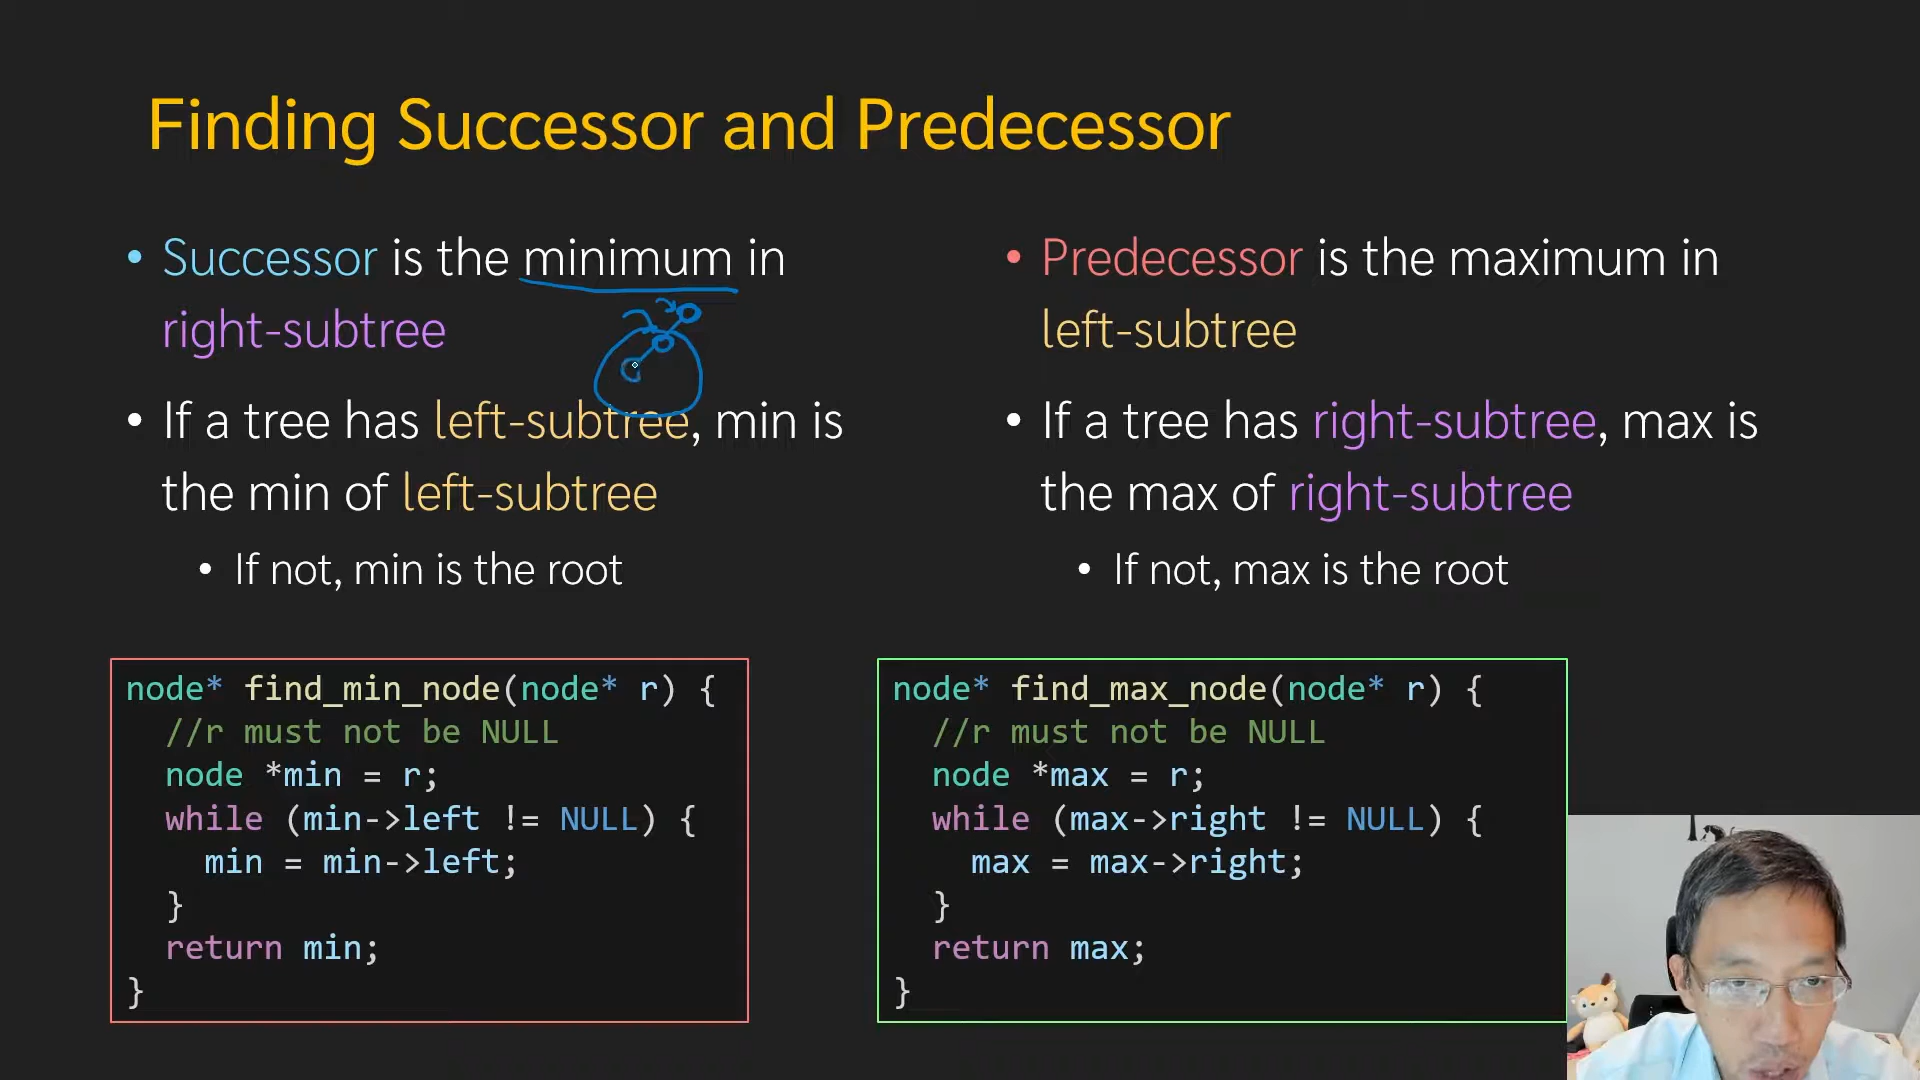 Finding Successor and Predecessor
• Successor is the minimum in
right-subtree
• If a tree has left-subtree, min is
the min of left-subtree
• If not, min is the root
node* find_min_node(node* r) {
//r must not be NULL
node *min = r;
while (min->left != NULL) {
min = min->left;
}
return min;
}
• Predecessor is the maximum in
left-subtree
• If a tree has right-subtree, max is
the max of right-subtree
• If not, max is the root
node* find_max_node(node* r) {
//r must not be NULL
node *max = r;
while (max->right != NULL) {
max = max->right;
}
return max;
}